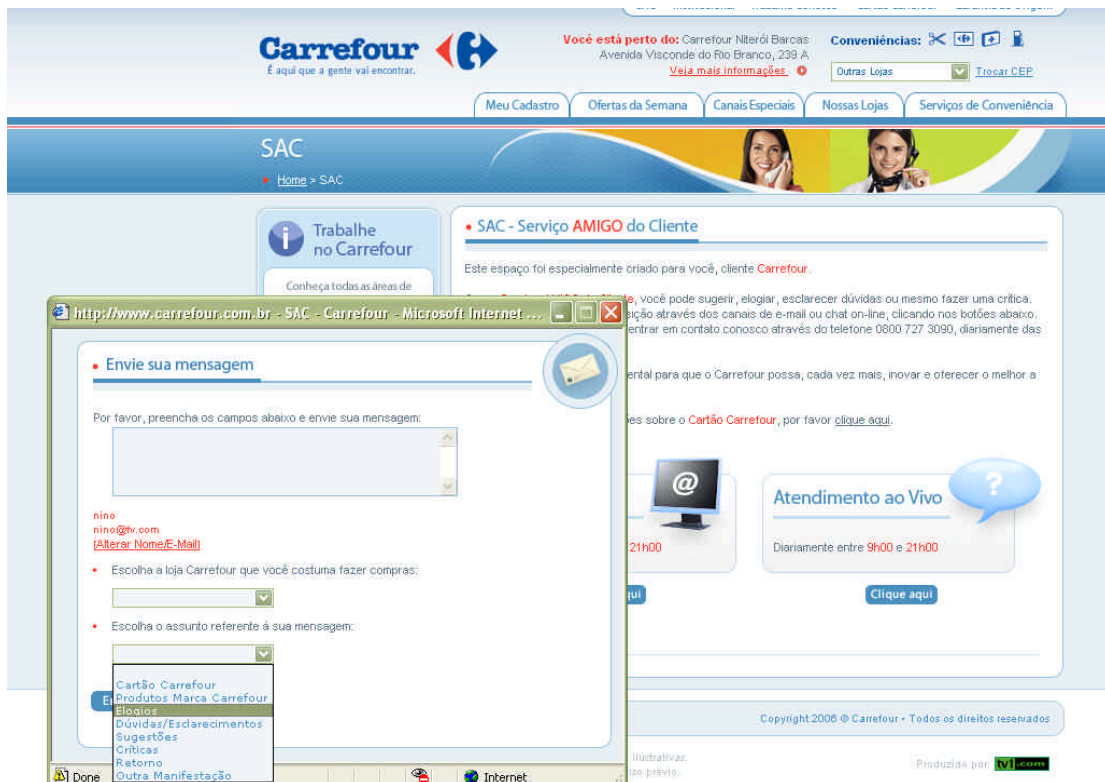 Carrefour
É aqui que a gente vai encontrar.
Você está perto do: Carrefour Niterói Barcas
Avenida Visconde do Rio Branco, 239 A
Veja mais informações
Conveniências:
Outras Lojas
Trocar CEP
Meu Cadastro
Ofertas da Semana
Canais Especiais
Nossas Lojas
Serviços de Conveniência
SAC
Home > SAC
Trabalhe
no Carrefour
Conheça todas as áreas de
• SAC - Serviço AMIGO do Cliente
Este espaço foi especialmente criado para você, cliente Carrefour.
, você pode sugerir, elogiar, esclarecer dúvidas ou mesmo fazer uma crítica.
sição através dos canais de e-mail ou chat on-line, clicando nos botões abaixo.
entrar em contato conosco através do telefone 0800 727 3090, diariamente das
ental para que o Carrefour possa, cada vez mais, inovar e oferecer o melhor a
es sobre o Cartão Carrefour, por favor clique aqui.
@
21h00
qui
Atendimento ao Vivo
?
Diariamente entre 9h00 e 21h00
Clique aqui
http://www.carrefour.com.br - SAC - Carrefour - Microsoft Internet ...
• Envie sua mensagem
Por favor, preencha os campos abaixo e envie sua mensagem:
nino
nino@tv.com
[Alterar Nome/E-Mail]
• Escolha a loja Carrefour que você costuma fazer compras:
• Escolha o assunto referente á sua mensagem:
Cartão Carrefour
Produtos Marca Carrefour
Elogios
Dúvidas/Esclarecimentos
Sugestões
Críticas
Retorno
Outra Manifestação
Done
Internet
Copyright 2006 © Carrefour • Todos os direitos reservados
ilustrativas.
so prévio.
Produzido por: tv1.com